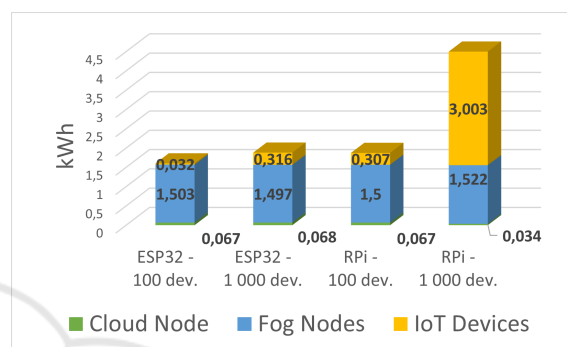 4,5
4
3,5
3
2,5
2
1,5
1
0,5
0
kWh
0,032
1,503
0,067
0,316
1,497
0,068
0,307
1,5
0,067
3,003
1,522
0,034
ESP32 -
100 dev.
ESP32 -
1 000 dev.
RPi -
100 dev.
RPi -
1 000 dev.
Cloud Node Fog Nodes IoT Devices